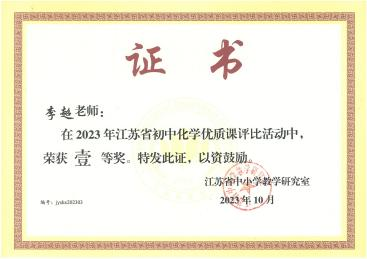 证书
李越老师：
在2023年江苏省初中化学优质课评比活动中，
荣获 壹 等奖。特发此证，以资鼓励。
江苏省中小学教学研究室
2023年10月
编号：jyshx202303